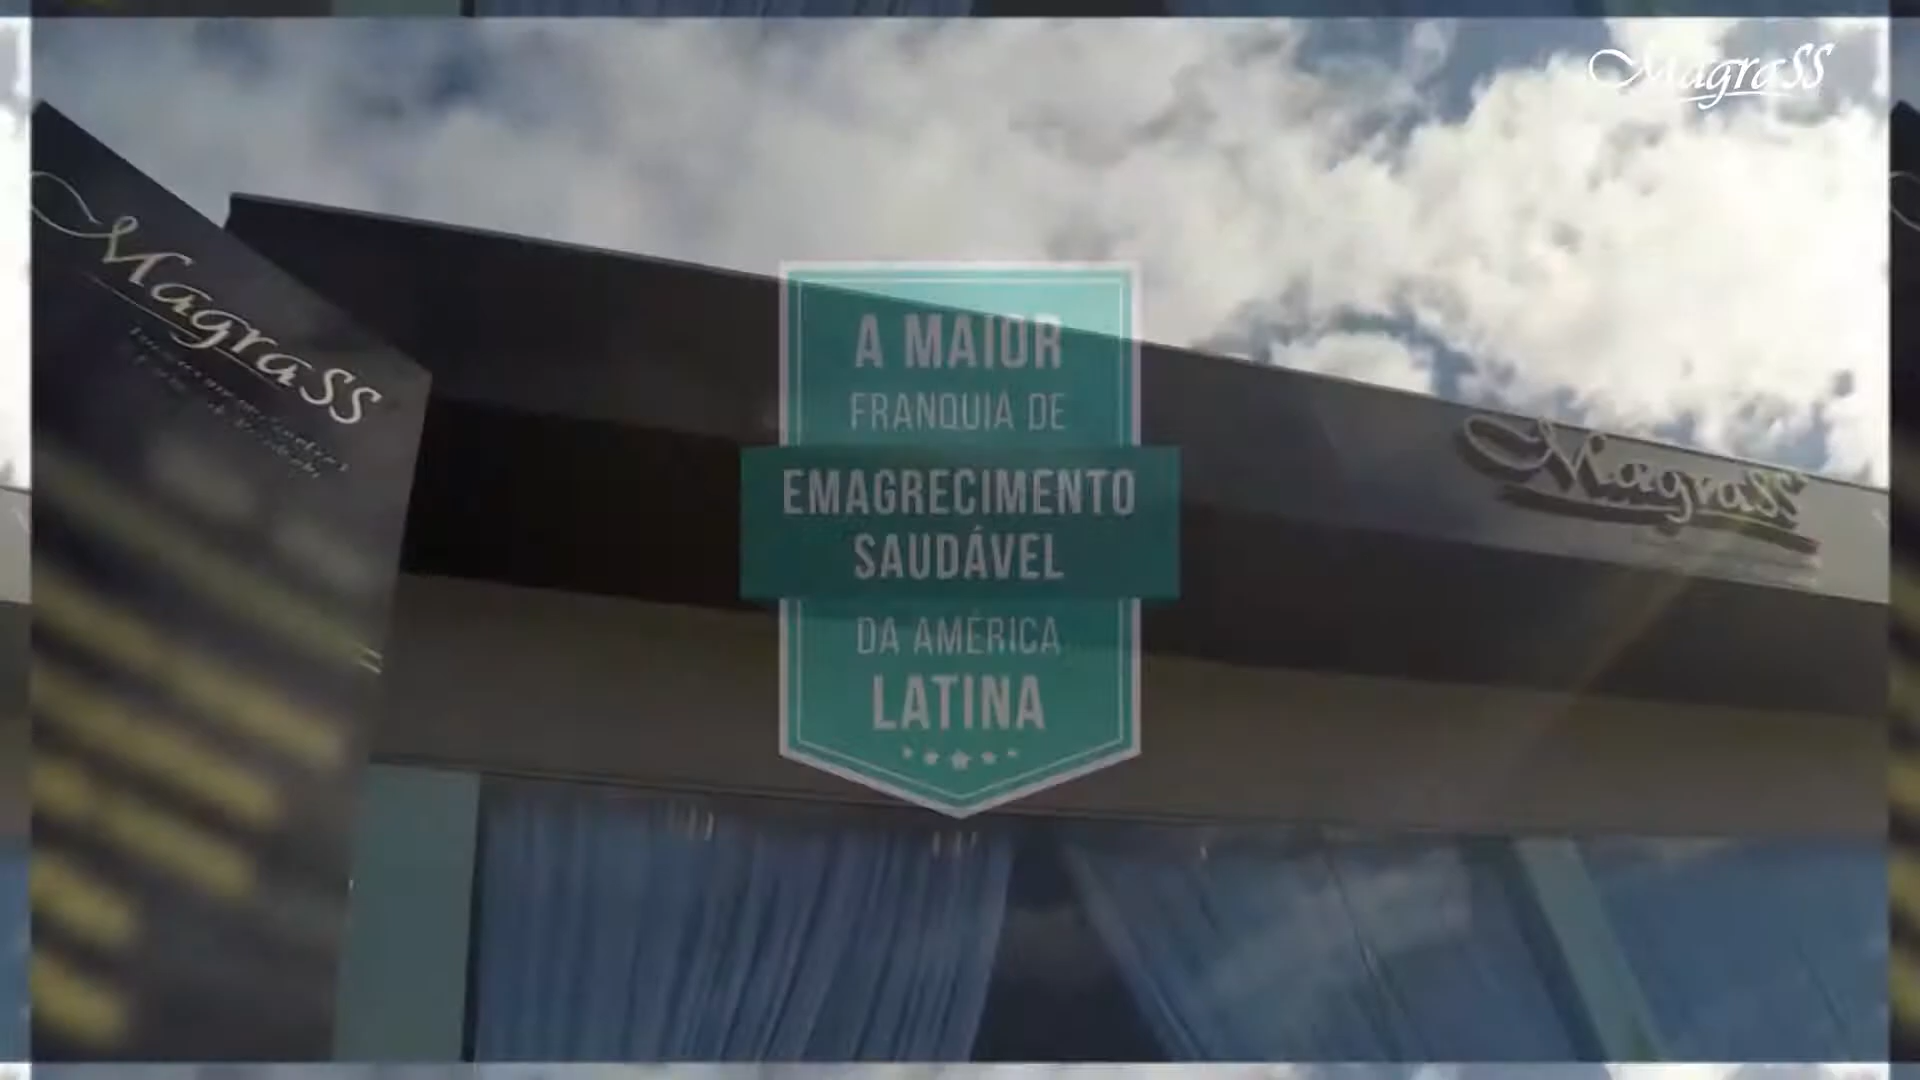 MagraSS
MagraSS
A MAIOR
FRANQUIA DE
EMAGRECIMENTO
SAUDÁVEL
DA AMÉRICA
LATINA
MagraSS